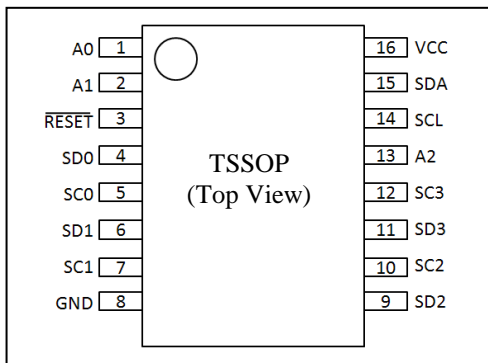 A0 1 16 VCC
A1 2 15 SDA
RESET 3 14 SCL
SD0 4 13 A2
TSSOP
(Top View)
SC0 5 12 SC3
SD1 6 11 SD3
SC1 7 10 SC2
GND 8 9 SD2